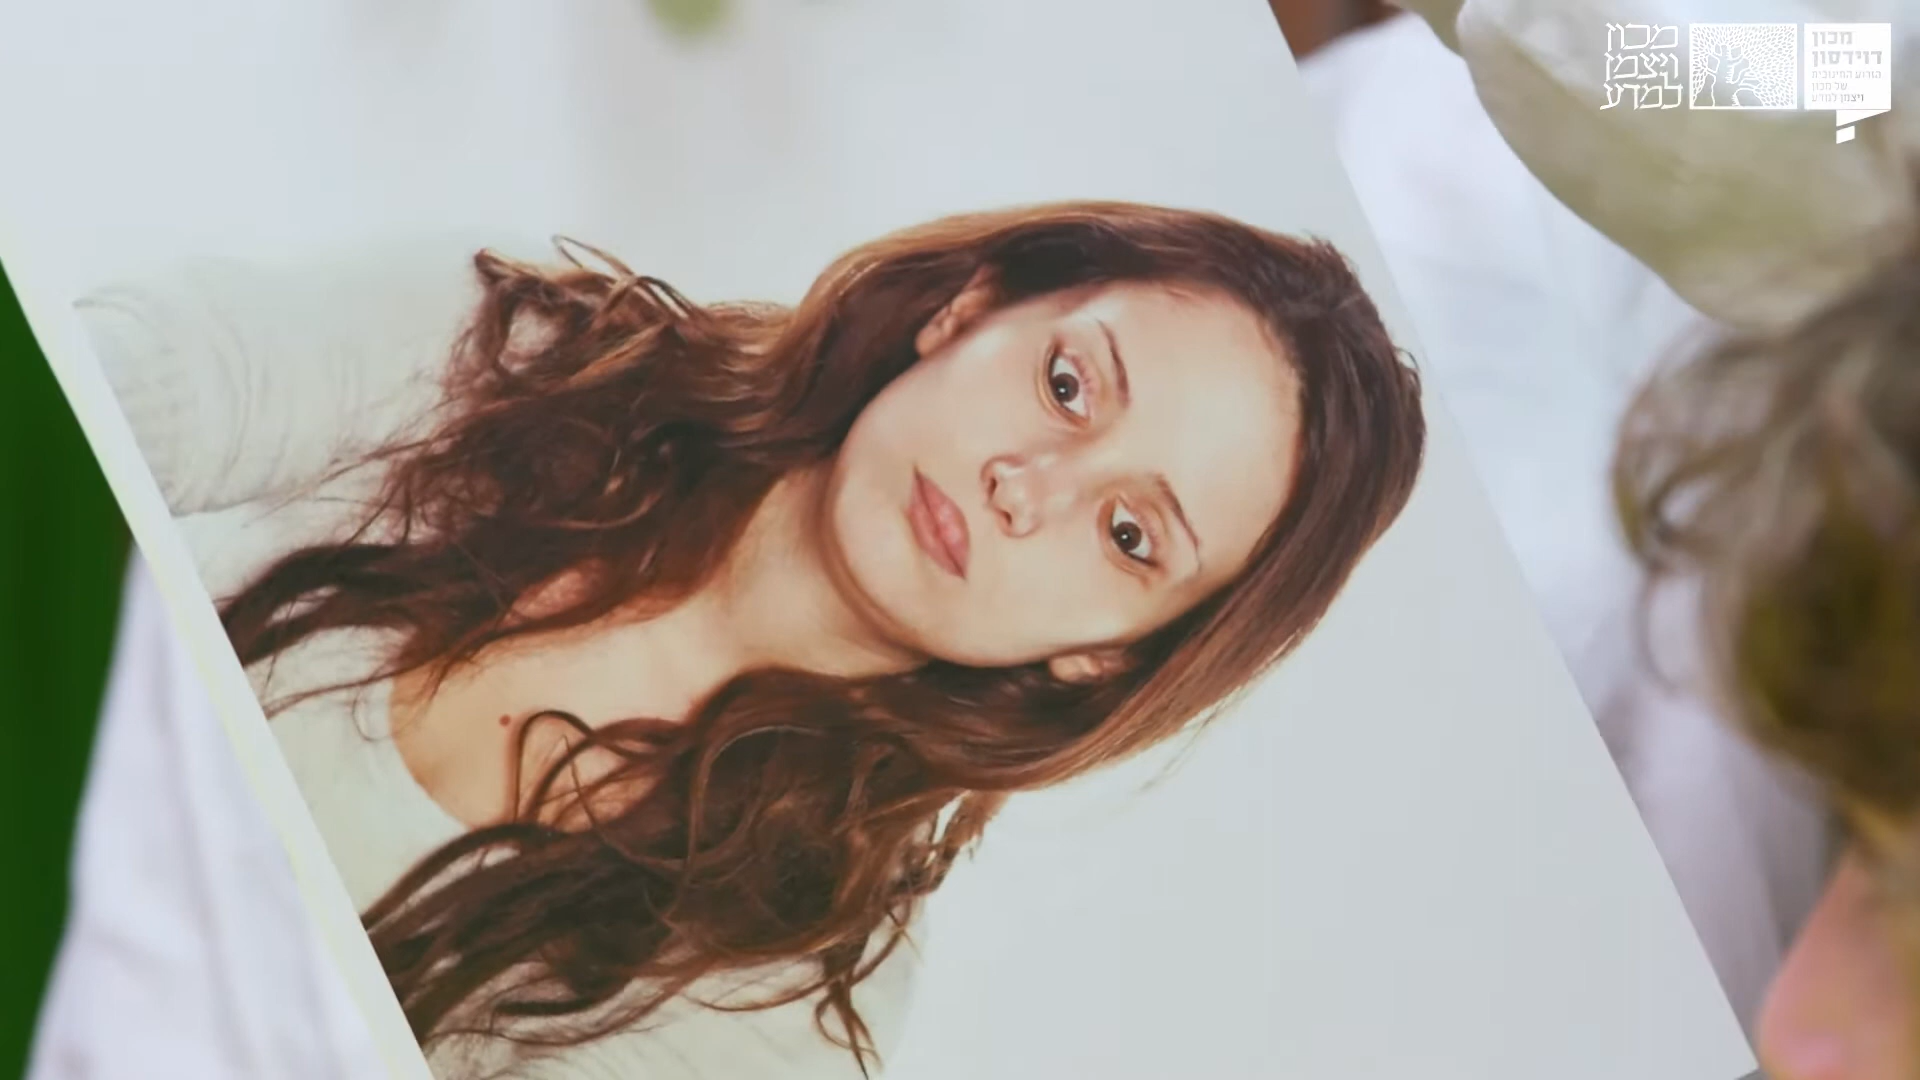 מכון
ויצמן
למדע
מכון
דוידסון
הזרוע החינוכית
של מכון
ויצמן למדע